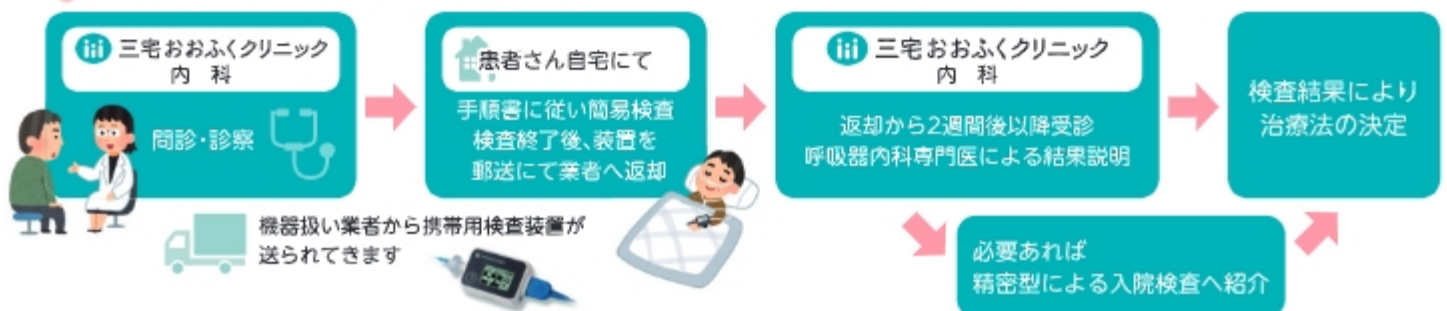 三宅おおふくクリニック
内 科
問診・診察
機器扱い業者から携帯用検査装置が
送られてきます
患者さん自宅にて
手順書に従い簡易検査
検査終了後、装置を
郵送にて業者へ返却
三宅おおふくクリニック
内 科
返却から2週間後以降受診
呼吸器内科専門医による結果説明
必要あれば
精密型による入院検査へ紹介
検査結果により
治療法の決定